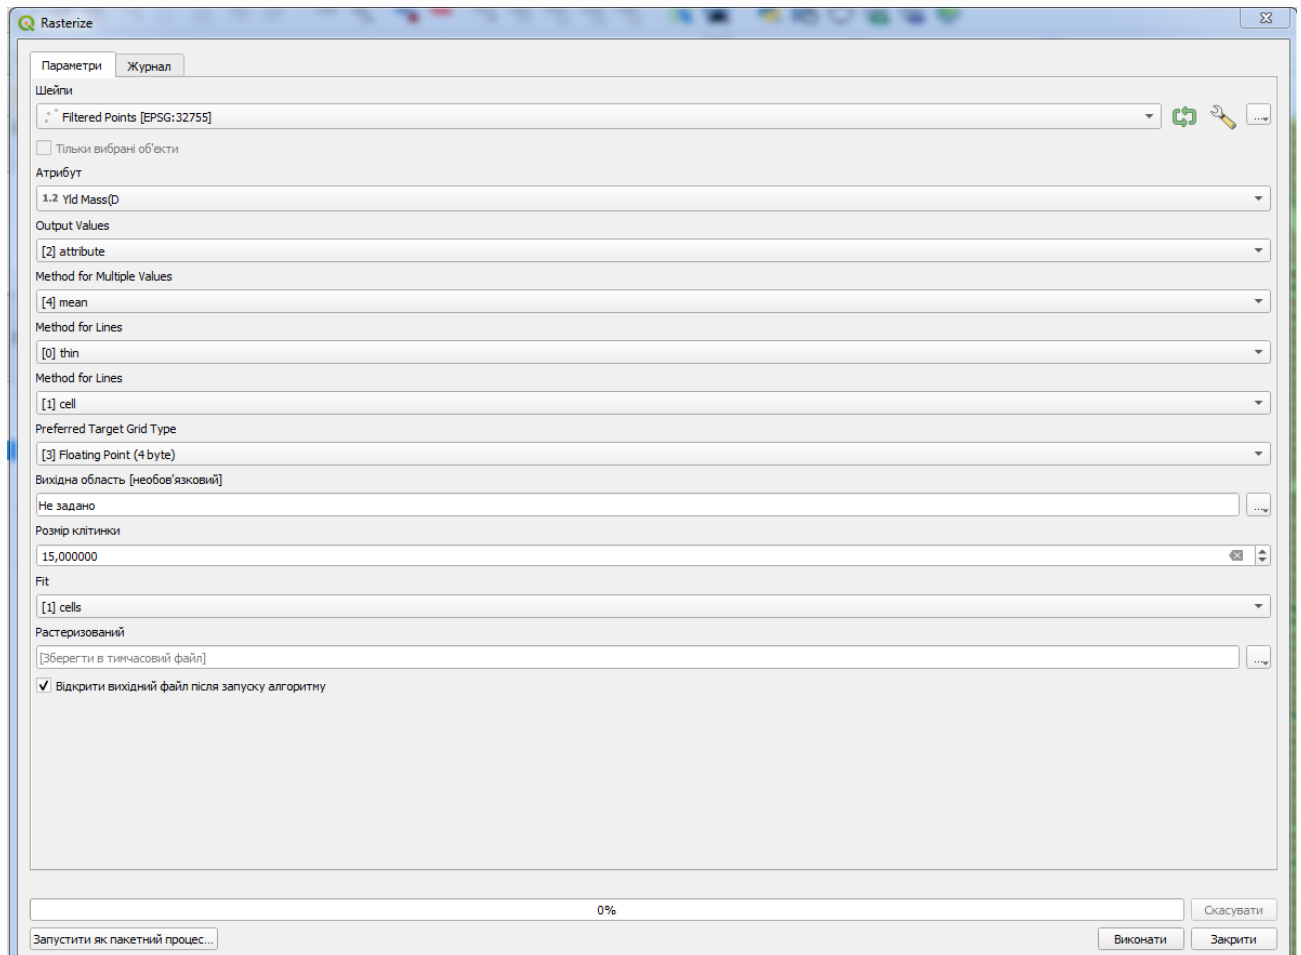 Rasterize
Параметри Журнал
Шейпи
Filtered Points [EPSG:32755]
...
Тільки вибрані об'єкти
Атрибут
1.2 Yld Mass(D
Output Values
[2] attribute
Method for Multiple Values
[4] mean
Method for Lines
[0] thin
Method for Lines
[1] cell
Preferred Target Grid Type
[3] Floating Point (4 byte)
Вихідна область [необов'язковий]
Не задано
...
Розмір клітинки
15,000000
Fit
[1] cells
Растеризований
[Зберегти в тимчасовий файл]
...
Відкрити вихідний файл після запуску алгоритму
0%
Скасувати
Запустити як пакетний процес...
Виконати
Закрити